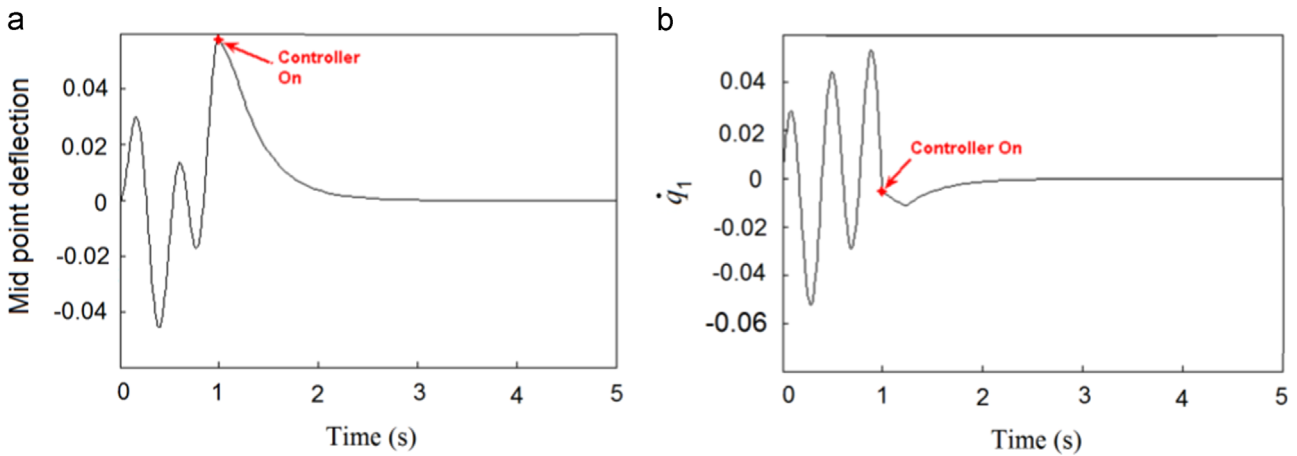 a
Mid point deflection
0.04
0.02
0
-0.02
-0.04
Controller
On
0 1 2 3 4 5
Time (s)
b
q̇₁
0.04
0.02
0
-0.02
-0.04
-0.06
Controller On
0 1 2 3 4 5
Time (s)